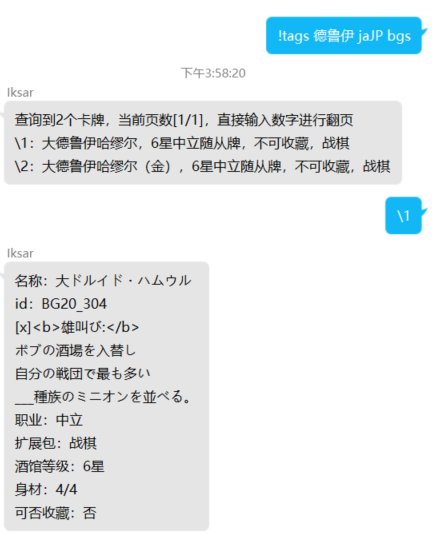 !tags 德鲁伊 jaJP bgs
下午3:58:20
Iksar
查询到2个卡牌，当前页数[1/1]，直接输入数字进行翻页
\1：大德鲁伊哈缪尔，6星中立随从牌，不可收藏，战棋
\2：大德鲁伊哈缪尔（金），6星中立随从牌，不可收藏，战棋
\1
Iksar
名称：大ドルイド・ハムウル
id：BG20_304
[x]<b>雄叫び:</b>
ボブの酒場を入替し
自分の戦団で最も多い
___種族のミニオンを並べる。
职业：中立
扩展包：战棋
酒馆等级：6星
身材：4/4
可否收藏：否